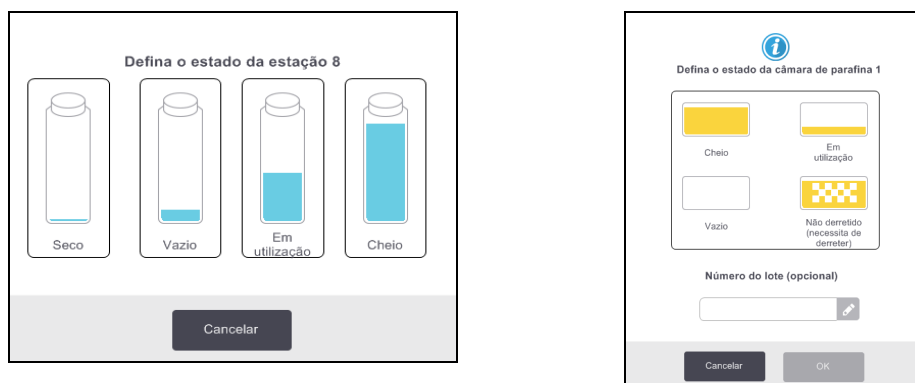 Defina o estado da estação 8
Seco
Vazio
Em
utilização
Cheio
Cancelar
i
Defina o estado da câmara de parafina 1
Cheio
Em
utilização
Vazio
Não derretido
(necessita de
derreter)
Número do lote (opcional)
Cancelar
OK